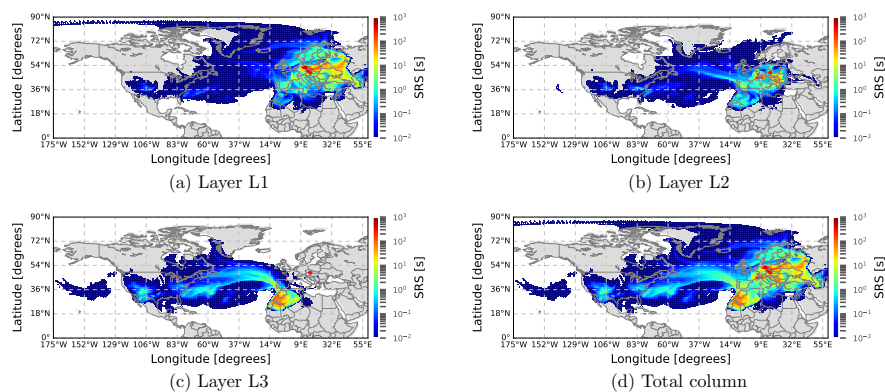 90°N
72°N
54°N
36°N
18°N
0°
175°W 152°W 129°W 106°W 83°W 60°W 37°W 14°W 9°E 32°E 55°E
Latitude [degrees]
Longitude [degrees]
10³
10²
10¹
10⁰
10⁻¹
10⁻²
SRS [s]
(a) Layer L1
90°N
72°N
54°N
36°N
18°N
0°
175°W 152°W 129°W 106°W 83°W 60°W 37°W 14°W 9°E 32°E 55°E
Latitude [degrees]
Longitude [degrees]
10³
10²
10¹
10⁰
10⁻¹
10⁻²
SRS [s]
(b) Layer L2
90°N
72°N
54°N
36°N
18°N
0°
175°W 152°W 129°W 106°W 83°W 60°W 37°W 14°W 9°E 32°E 55°E
Latitude [degrees]
Longitude [degrees]
10³
10²
10¹
10⁰
10⁻¹
10⁻²
SRS [s]
(c) Layer L3
90°N
72°N
54°N
36°N
18°N
0°
175°W 152°W 129°W 106°W 83°W 60°W 37°W 14°W 9°E 32°E 55°E
Latitude [degrees]
Longitude [degrees]
10³
10²
10¹
10⁰
10⁻¹
10⁻²
SRS [s]
(d) Total column